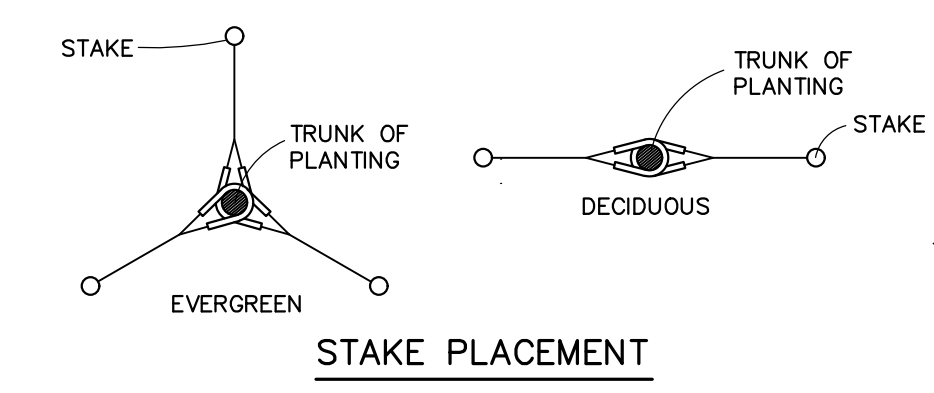 STAKE
TRUNK OF
PLANTING
EVERGREEN
TRUNK OF
PLANTING
STAKE
DECIDUOUS
STAKE PLACEMENT